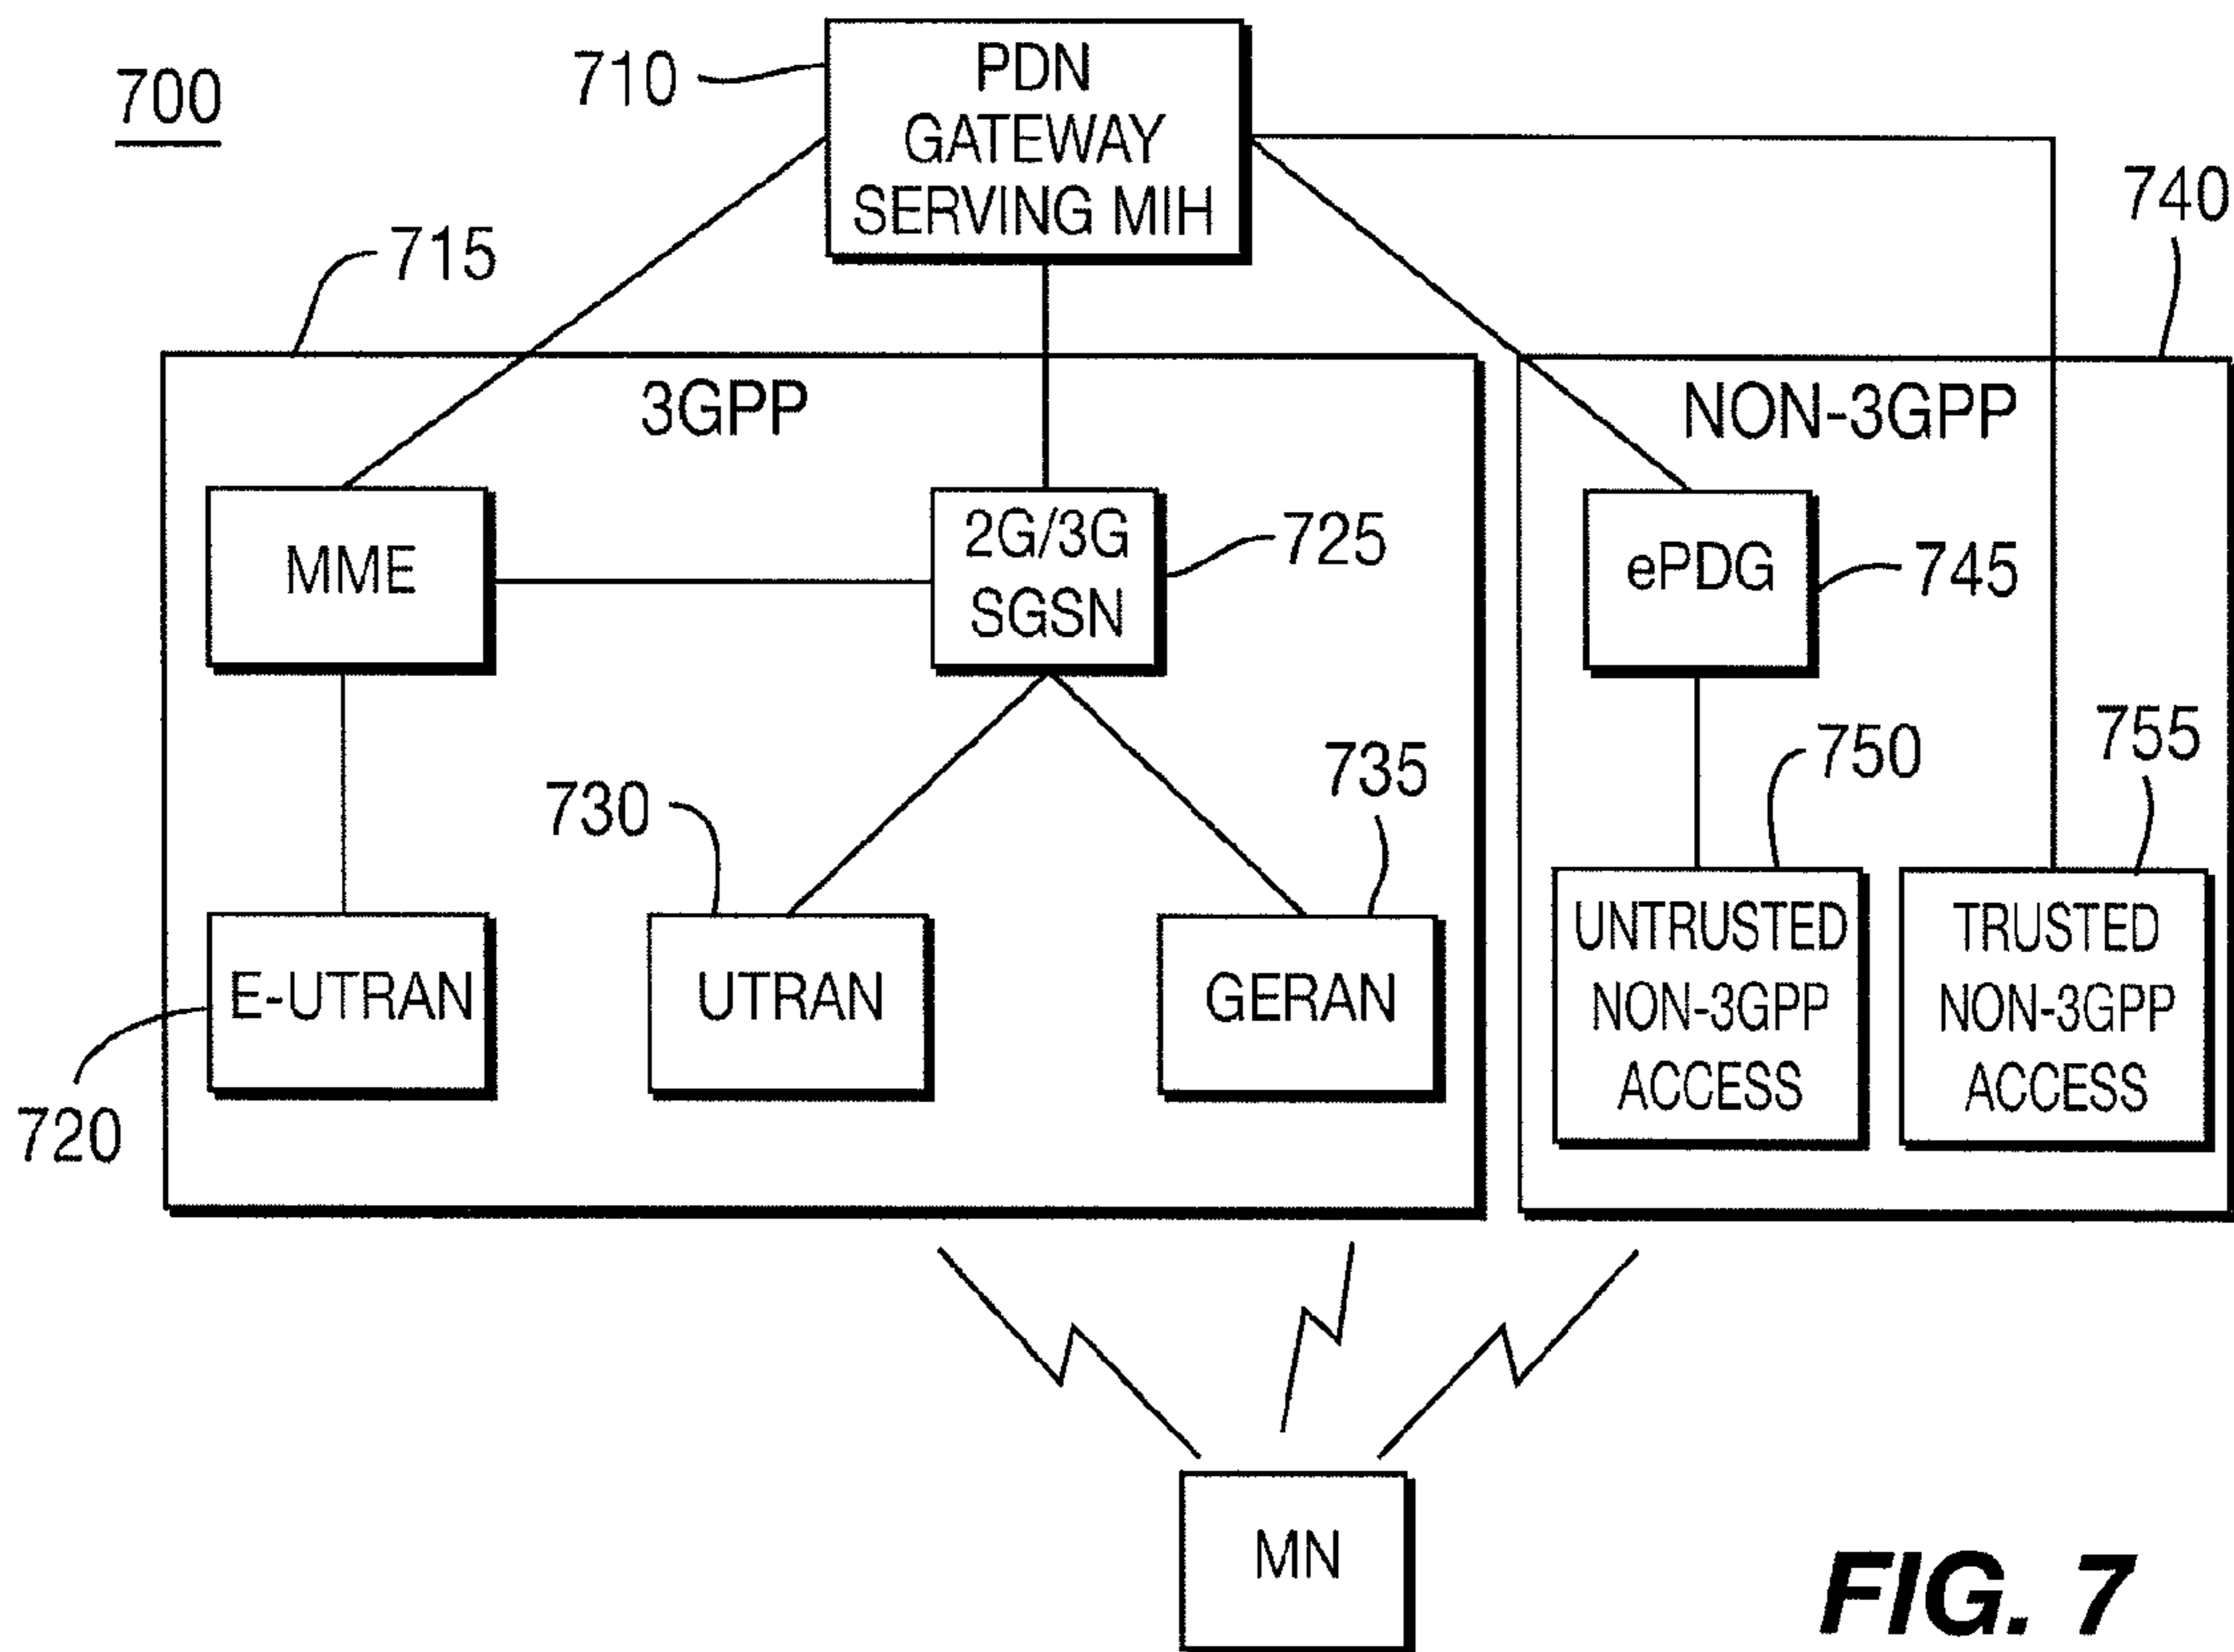 700
710
PDN
GATEWAY
SERVING MIH
715
740
3GPP
NON-3GPP
MME
2G/3G
SGSN
725
ePDG
745
730
735
750
755
E-UTRAN
UTRAN
GERAN
UNTRUSTED
NON-3GPP
ACCESS
TRUSTED
NON-3GPP
ACCESS
720
MN
FIG. 7